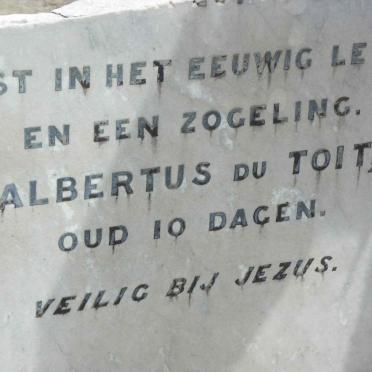 ST IN HET EEUWIG LE
EN EEN ZOGELING.
ALBERTUS DU TOIT,
OUD 10 DAGEN.
VEILIG BIJ JEZUS.